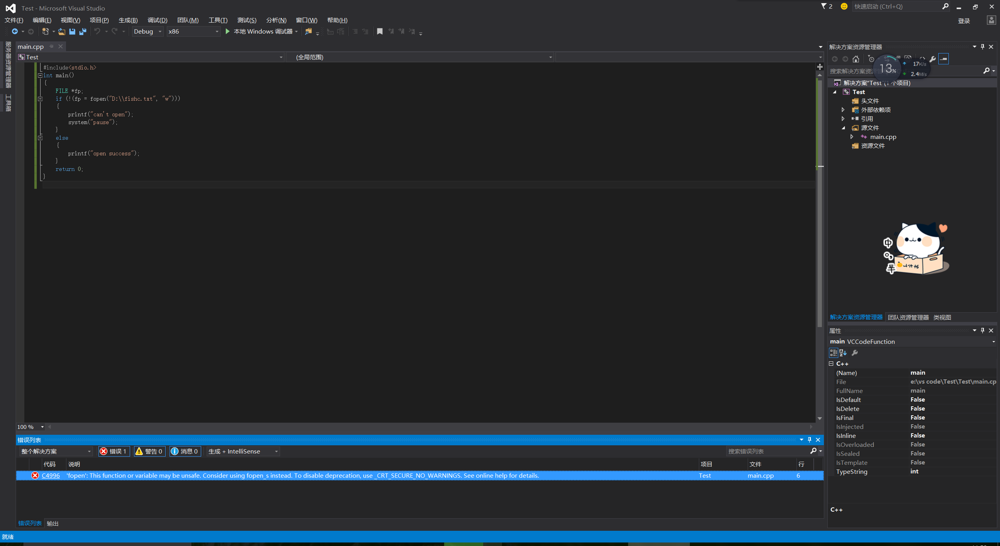 Test - Microsoft Visual Studio
2
快速启动 (Ctrl+Q)
文件(F) 编辑(E) 视图(V) 项目(P) 生成(B) 调试(D) 团队(M) 工具(T) 测试(S) 分析(N) 窗口(W) 帮助(H)
登录
Debug x86 本地 Windows 调试器
服务器资源管理器
工具箱
main.cpp
Test (全局范围)
#include<stdio.h>
int main()
{
FILE *fp;
if (!(fp = fopen("D:\\fishc.txt", "w")))
{
printf("can't open");
system("pause");
}
else
{
printf("open success");
}
return 0;
}
100 %
错误列表
整个解决方案 错误 1 警告 0 消息 0 生成 + IntelliSense
搜索错误列表
代码 说明 项目 文件 行
C4996 'fopen': This function or variable may be unsafe. Consider using fopen_s instead. To disable deprecation, use _CRT_SECURE_NO_WARNINGS. See online help for details. Test main.cpp 6
错误列表 输出
就绪
解决方案资源管理器
13%
17K/s
2.4M/s
搜索解决方案资源
解决方案"Test"(1 个项目)
Test
头文件
外部依赖项
引用
源文件
main.cpp
资源文件
中
半
解决方案资源管理器 团队资源管理器 类视图
属性
main VCCodeFunction
C++
(Name) main
File e:\vs code\Test\Test\main.cp
FullName main
IsDefault False
IsDelete False
IsFinal False
IsInjected False
IsInline False
IsOverloaded False
IsSealed False
IsTemplate False
TypeString int
C++